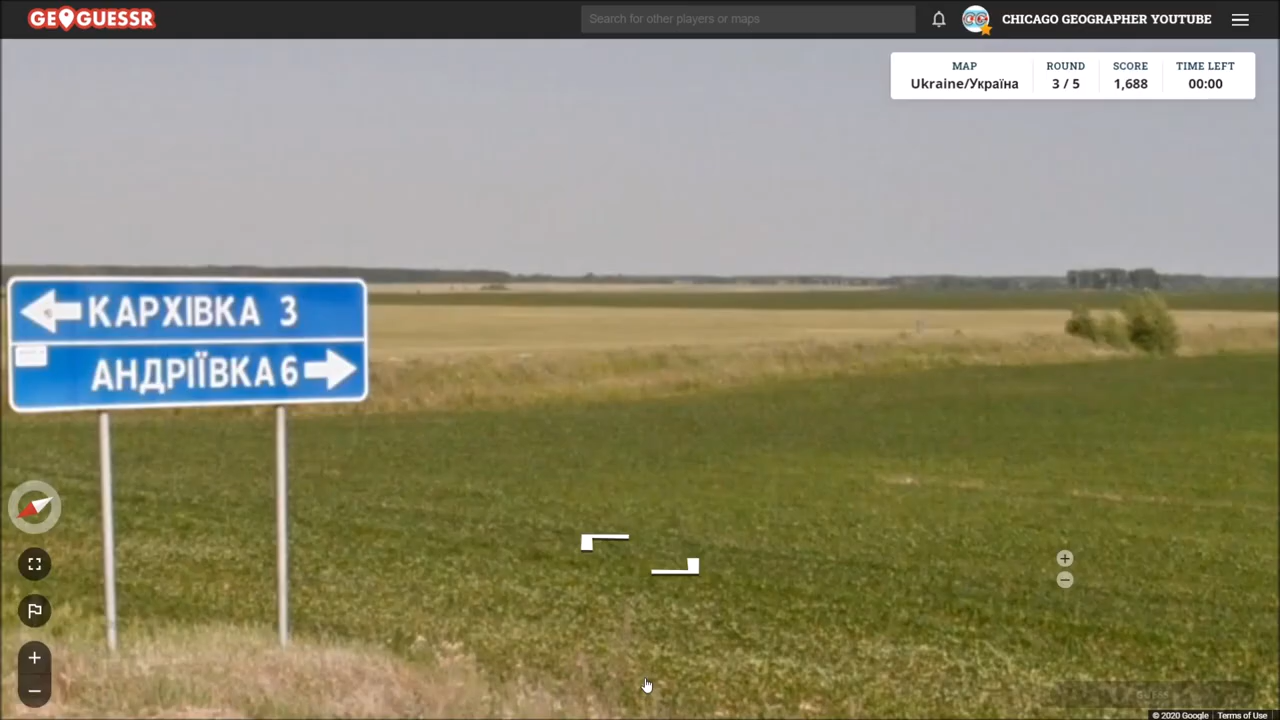 GEOGUESSR
Search for other players or maps
CHICAGO GEOGRAPHER YOUTUBE
MAP
Ukraine/Україна
ROUND
3 / 5
SCORE
1,688
TIME LEFT
00:00
КАРХІВКА 3
АНДРІЇВКА 6
© 2020 Google
Terms of Use